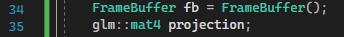 34 FrameBuffer fb = FrameBuffer();
35 glm::mat4 projection;